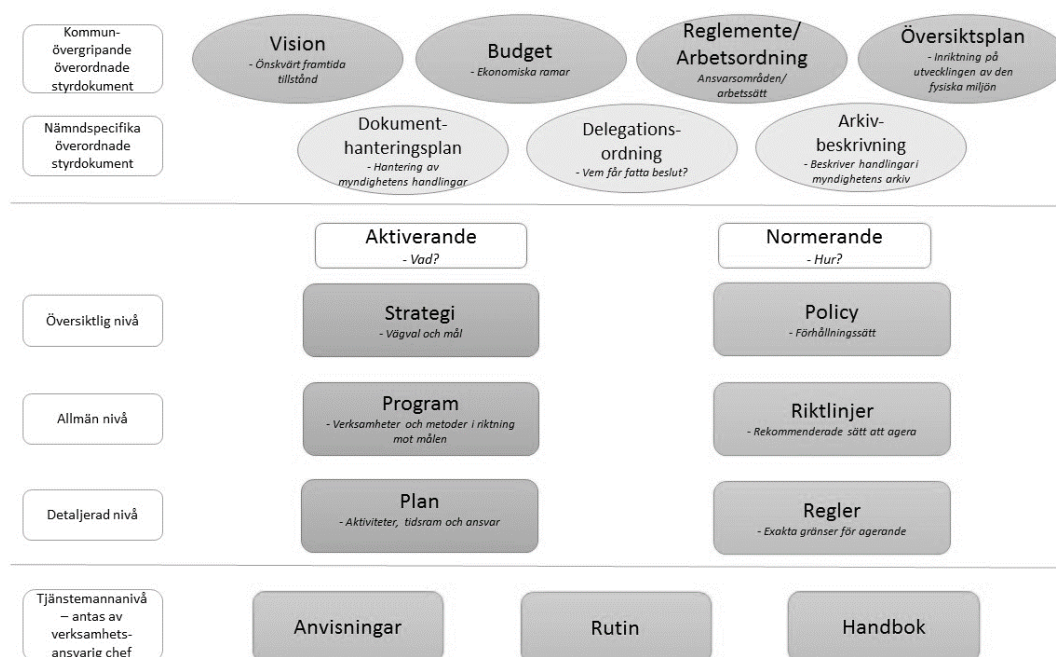 Kommun-
övergripande
överordnade
styrdokument
Vision
- Önskvärt framtida
tillstånd
Budget
- Ekonomiska ramar
Reglemente/
Arbetsordning
Ansvarsområden/
arbetssätt
Översiktsplan
- Inriktning på
utvecklingen av den
fysiska miljön
Nämndspecifika
överordnade
styrdokument
Dokument-
hanteringsplan
- Hantering av
myndighetens handlingar
Delegations-
ordning
- Vem får fatta beslut?
Arkiv-
beskrivning
- Beskriver handlingar i
myndighetens arkiv
Aktiverande
- Vad?
Normerande
- Hur?
Översiktlig nivå
Strategi
- Vägval och mål
Policy
- Förhållningssätt
Allmän nivå
Program
- Verksamheter och metoder i riktning
mot målen
Riktlinjer
- Rekommenderade sätt att agera
Detaljerad nivå
Plan
- Aktiviteter, tidsram och ansvar
Regler
- Exakta gränser för agerande
Tjänstemannanivå
– antas av
verksamhets-
ansvarig chef
Anvisningar
Rutin
Handbok